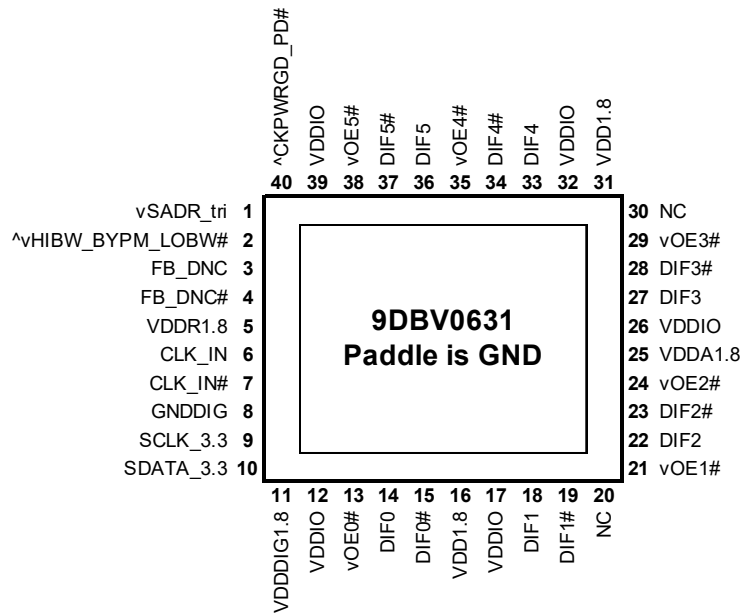 ^CKPWRGD_PD#
VDDIO
vOE5#
DIF5#
DIF5
vOE4#
DIF4#
DIF4
VDDIO
VDD1.8
40 39 38 37 36 35 34 33 32 31
vSADR_tri 1
^vHIBW_BYPM_LOBW# 2
FB_DNC 3
FB_DNC# 4
VDDR1.8 5
CLK_IN 6
CLK_IN# 7
GNDDIG 8
SCLK_3.3 9
SDATA_3.3 10
9DBV0631
Paddle is GND
30 NC
29 vOE3#
28 DIF3#
27 DIF3
26 VDDIO
25 VDDA1.8
24 vOE2#
23 DIF2#
22 DIF2
21 vOE1#
11 12 13 14 15 16 17 18 19 20
VDDDIG1.8
VDDIO
vOE0#
DIF0
DIF0#
VDD1.8
VDDIO
DIF1
DIF1#
NC